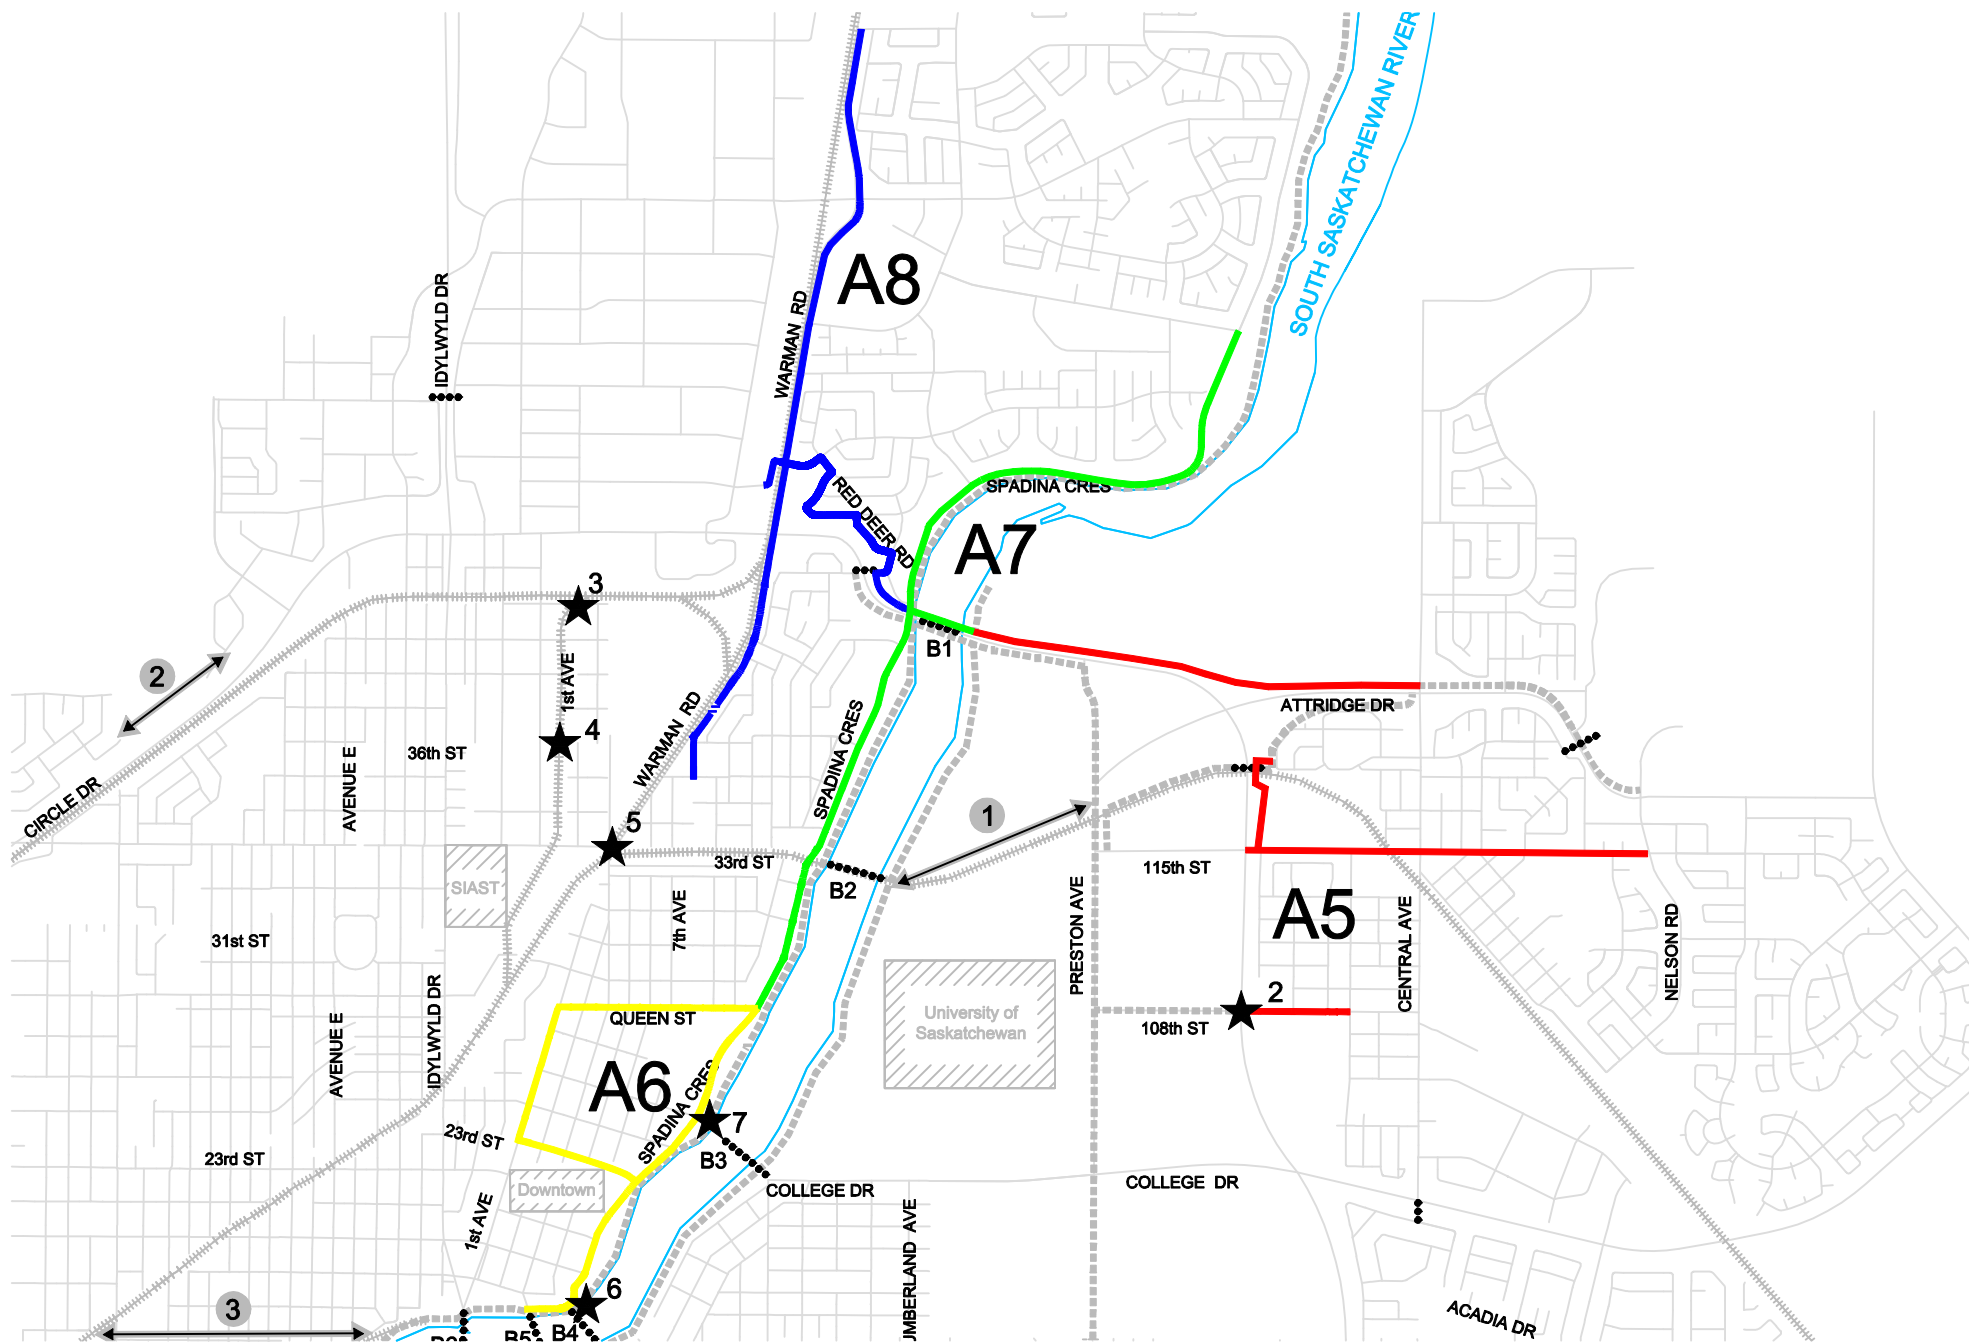 SOUTH SASKATCHEWAN RIVER
A8
IDYLWYLD DR
WARMAN RD
RED DEER RD
SPADINA CRES
A7
3
1st AVE
B1
2
4
WARMAN RD
ATTRIDGE DR
36th ST
AVENUE E
SPADINA CRES
CIRCLE DR
5
1
33rd ST
B2
115th ST
SIAST
7th AVE
PRESTON AVE
A5
CENTRAL AVE
NELSON RD
31st ST
IDYLWYLD DR
2
University of
Saskatchewan
QUEEN ST
108th ST
AVENUE E
A6
SPADINA CRES
7
23rd ST
23rd ST
B3
Downtown
COLLEGE DR
COLLEGE DR
1st AVE
UMBERLAND AVE
6
3
B5
B4
ACADIA DR